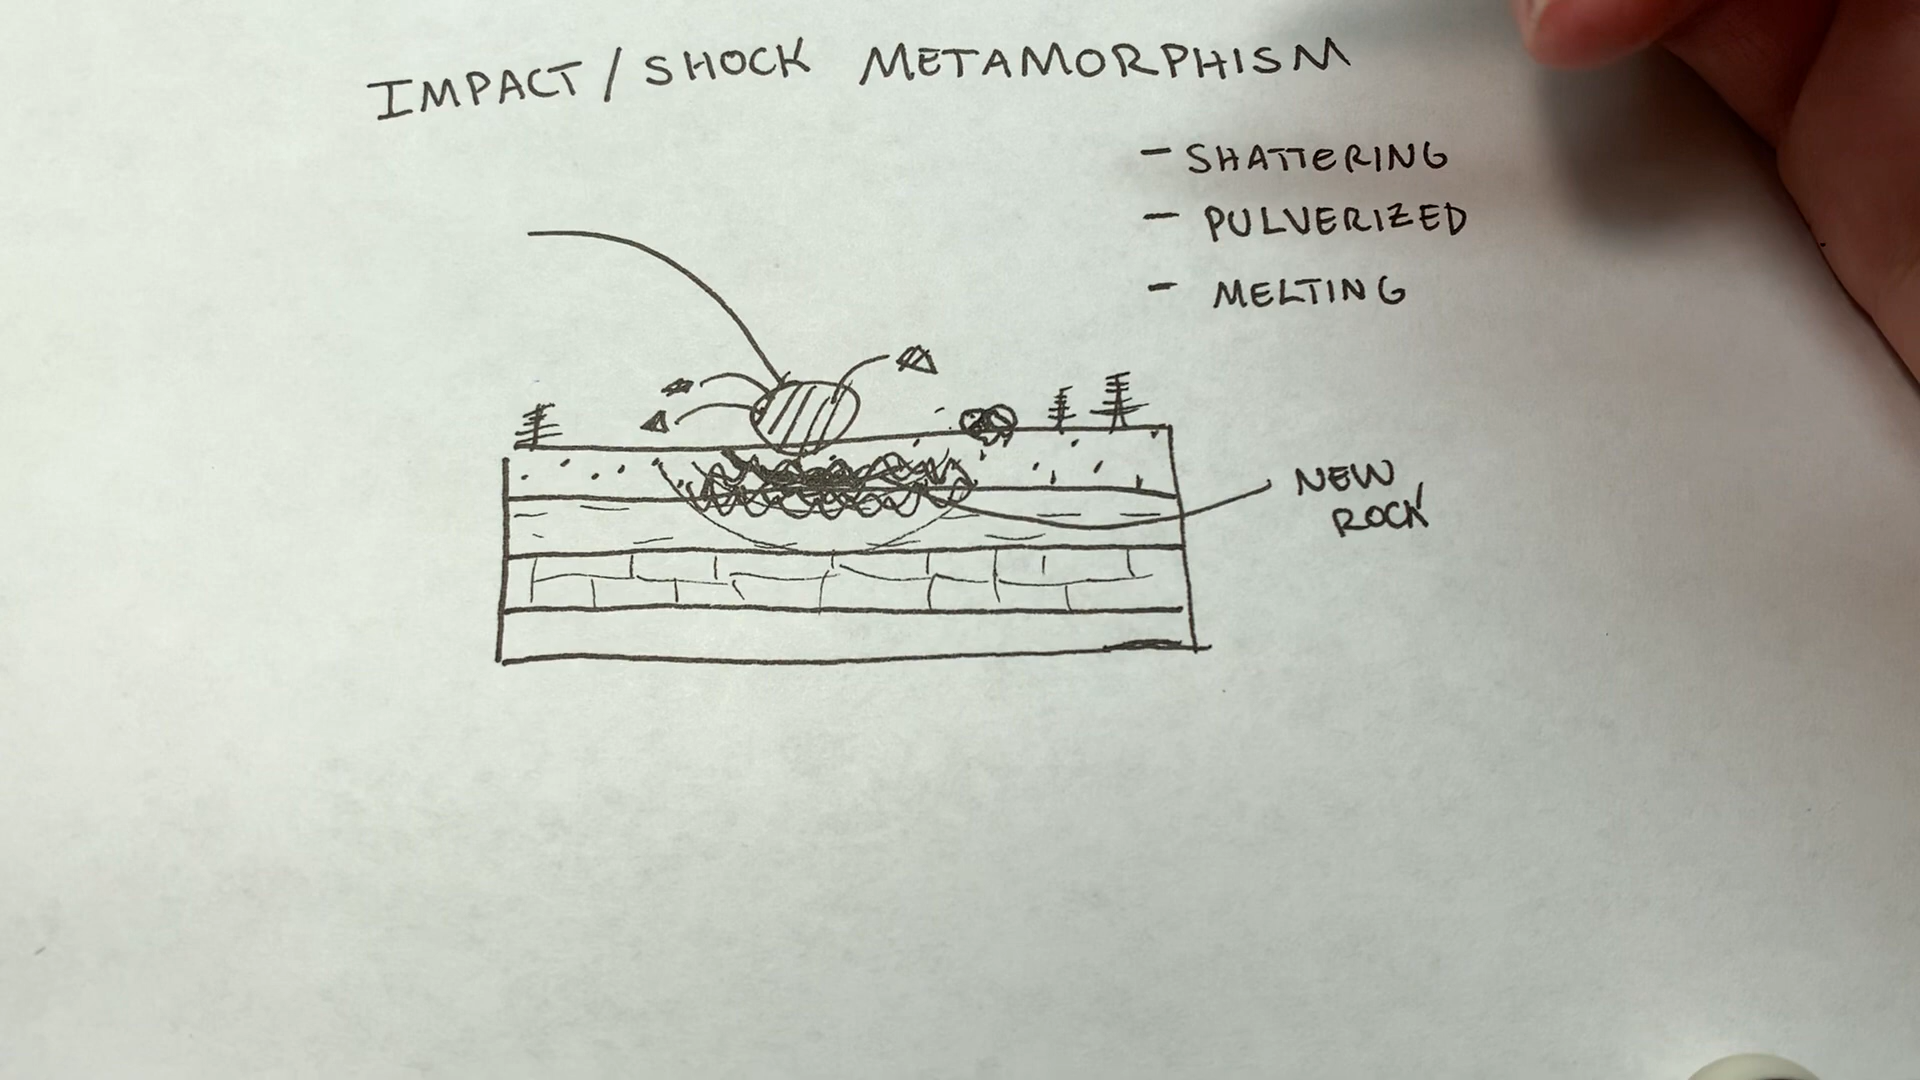 IMPACT / SHOCK METAMORPHISM
- SHATTERING
- PULVERIZED
- MELTING
NEW
ROCK